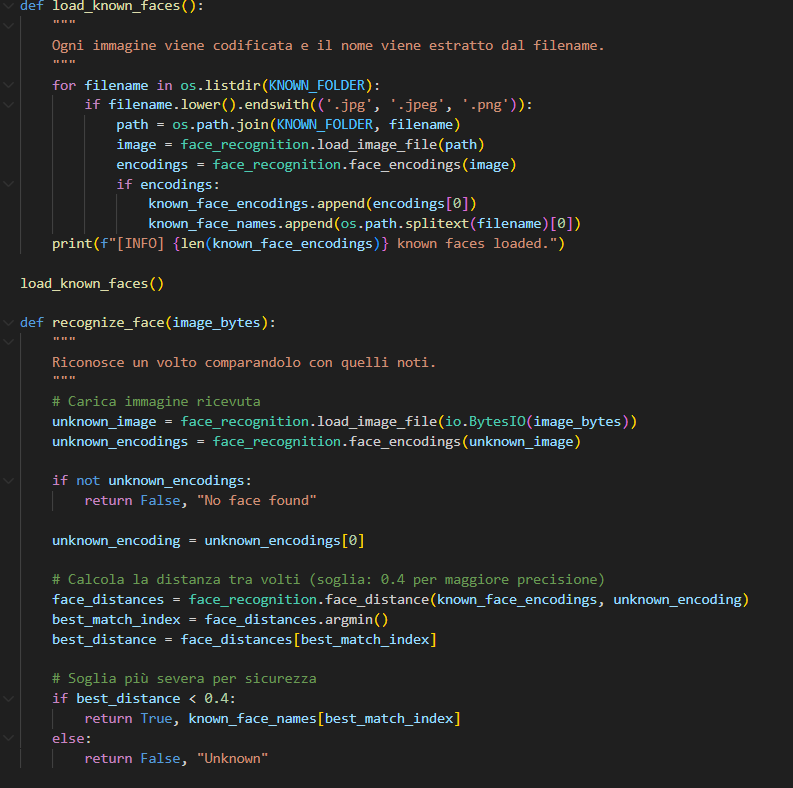 def load_known_faces():
    """
    Ogni immagine viene codificata e il nome viene estratto dal filename.
    """
    for filename in os.listdir(KNOWN_FOLDER):
        if filename.lower().endswith(('.jpg', '.jpeg', '.png')):
            path = os.path.join(KNOWN_FOLDER, filename)
            image = face_recognition.load_image_file(path)
            encodings = face_recognition.face_encodings(image)
            if encodings:
                known_face_encodings.append(encodings[0])
                known_face_names.append(os.path.splitext(filename)[0])
    print(f"[INFO] {len(known_face_encodings)} known faces loaded.")

load_known_faces()

def recognize_face(image_bytes):
    """
    Riconosce un volto comparandolo con quelli noti.
    """
    # Carica immagine ricevuta
    unknown_image = face_recognition.load_image_file(io.BytesIO(image_bytes))
    unknown_encodings = face_recognition.face_encodings(unknown_image)

    if not unknown_encodings:
        return False, "No face found"

    unknown_encoding = unknown_encodings[0]

    # Calcola la distanza tra volti (soglia: 0.4 per maggiore precisione)
    face_distances = face_recognition.face_distance(known_face_encodings, unknown_encoding)
    best_match_index = face_distances.argmin()
    best_distance = face_distances[best_match_index]

    # Soglia più severa per sicurezza
    if best_distance < 0.4:
        return True, known_face_names[best_match_index]
    else:
        return False, "Unknown"